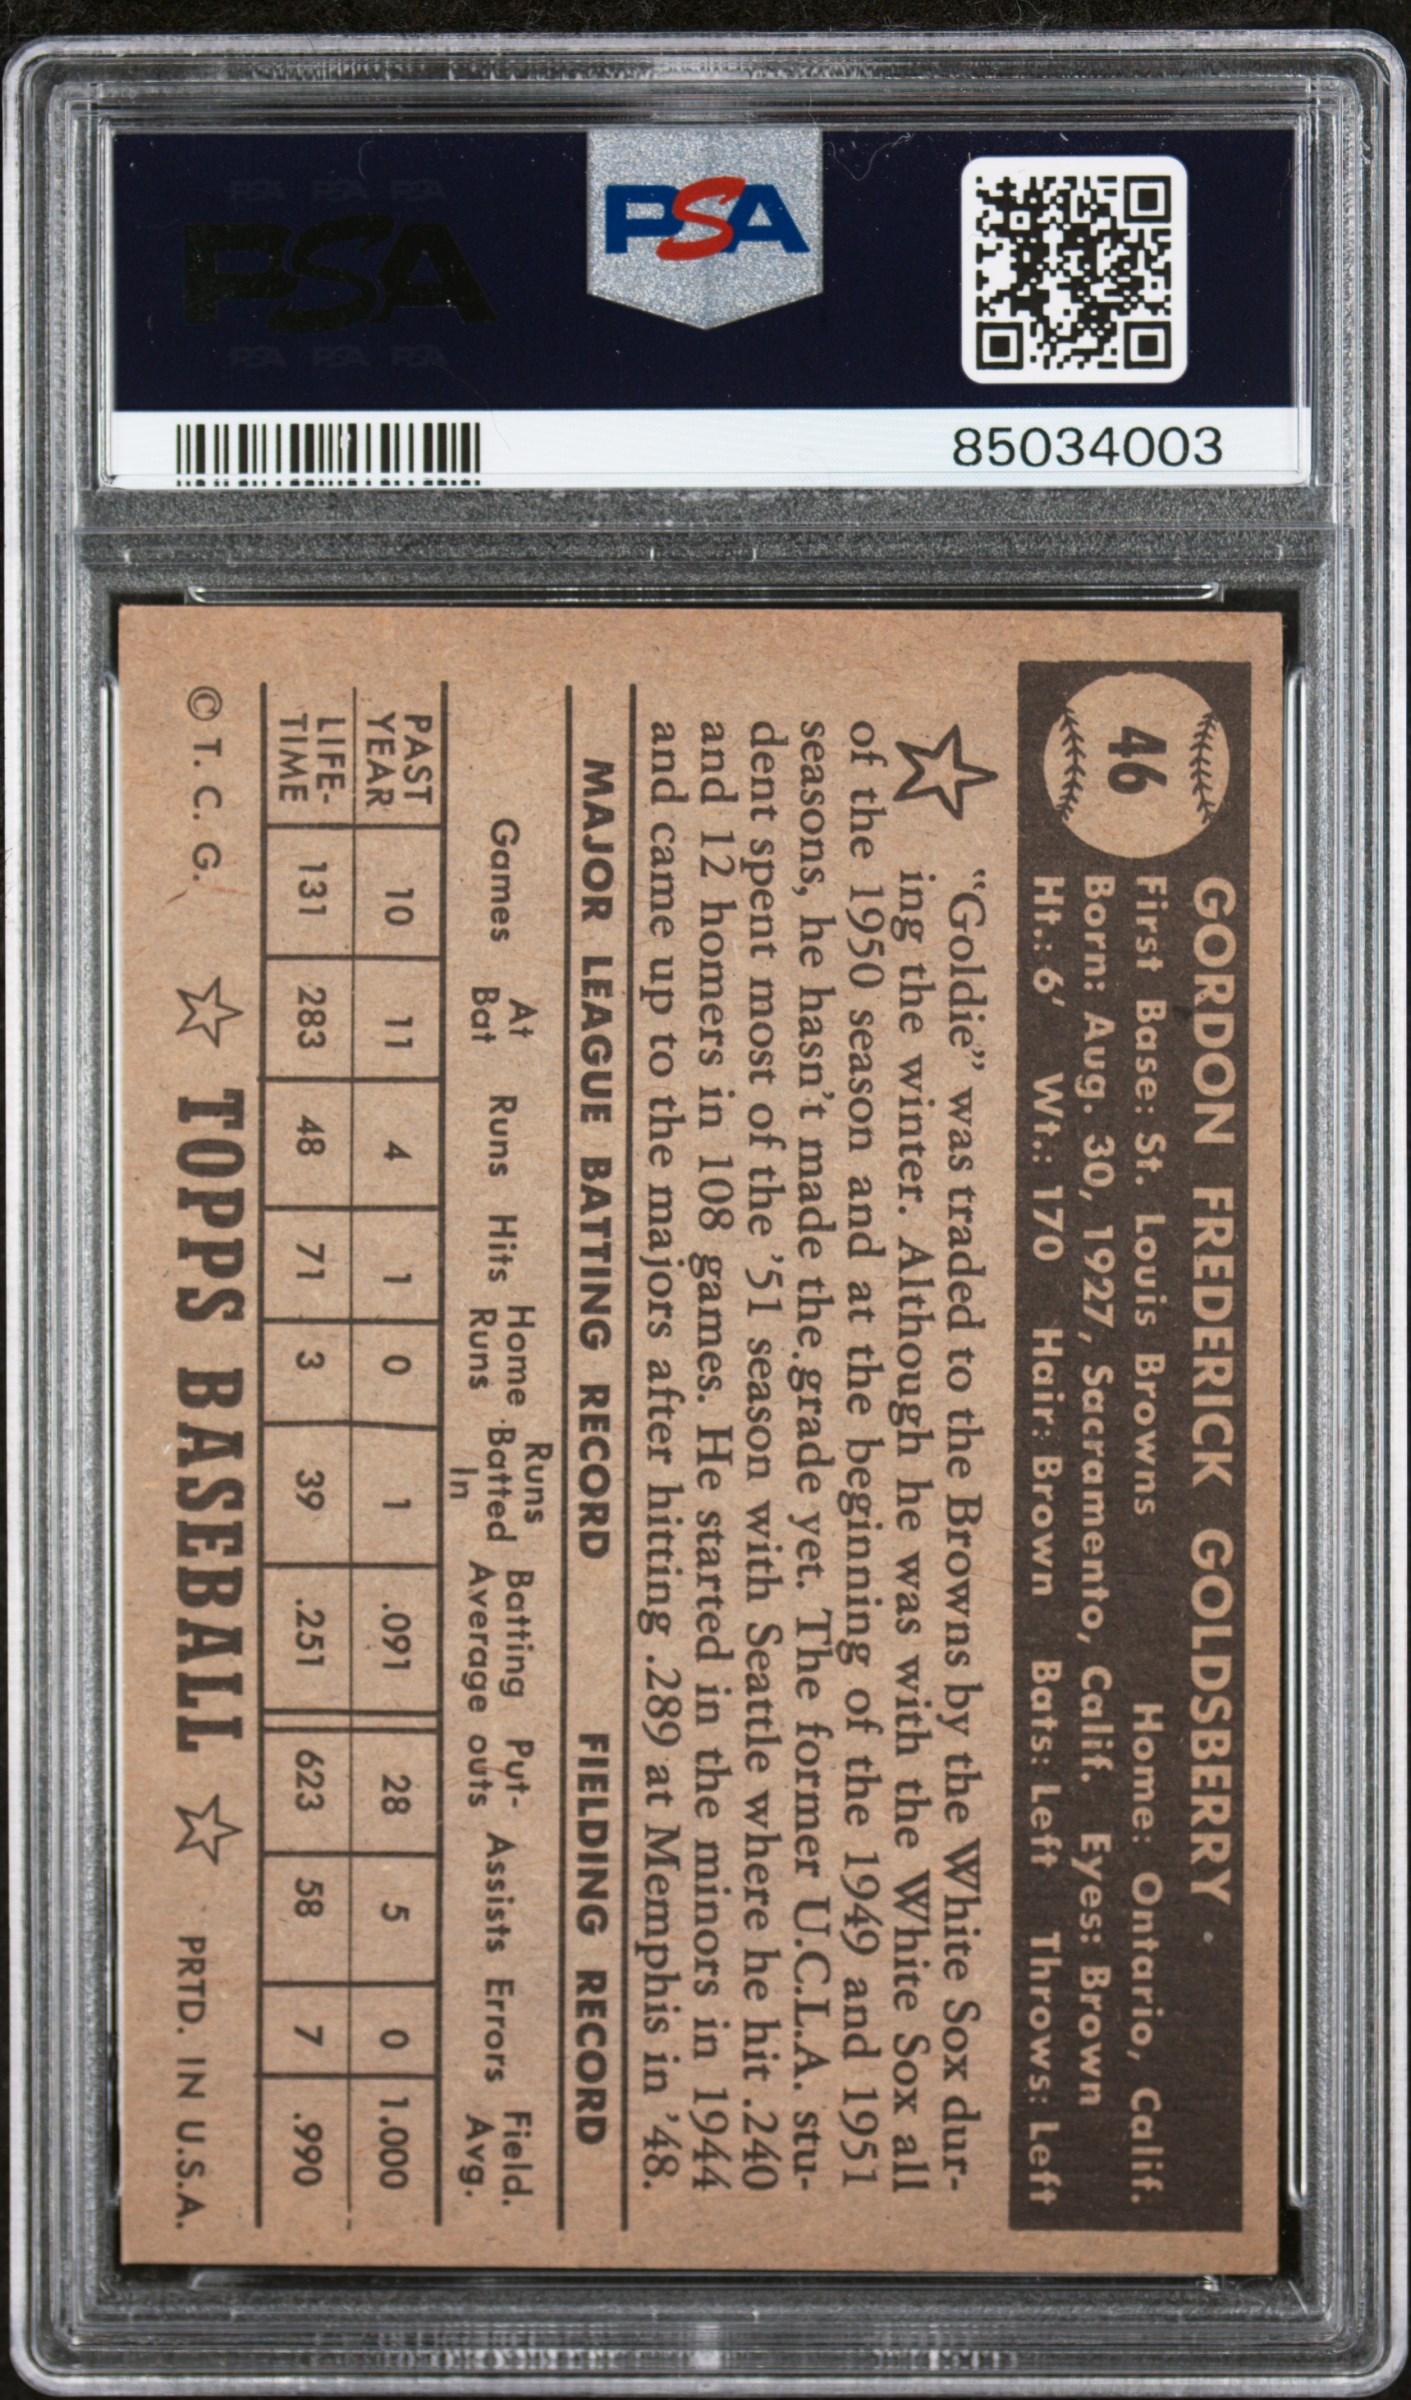 PSA PSA PSA
PSA
PSA PSA PSA
PSA
85034003
46
GORDON FREDERICK GOLDSBERRY
First Base: St. Louis Browns Home: Ontario, Calif.
Born: Aug. 30, 1927, Sacramento, Calif. Eyes: Brown
Ht.: 6' Wt.: 170 Hair: Brown Bats: Left Throws: Left
"Goldie" was traded to the Browns by the White Sox dur-
ing the winter. Although he was with the White Sox all
of the 1950 season and at the beginning of the 1949 and 1951
seasons, he hasn't made the grade yet. The former U.C.L.A. stu-
dent spent most of the '51 season with Seattle where he hit .240
and 12 homers in 108 games. He started in the minors in 1944
and came up to the majors after hitting .289 at Memphis in '48.
MAJOR LEAGUE BATTING RECORD FIELDING RECORD
Games At Bat Runs Hits Home Runs Runs Batted In Batting Average Put-outs Assists Errors Field. Avg.
PAST YEAR 10 11 4 1 0 1 .091 28 5 0 1.000
LIFE-TIME 131 283 48 71 3 39 .251 623 58 7 .990
© T. C. G. TOPPS BASEBALL PRTD. IN U.S.A.